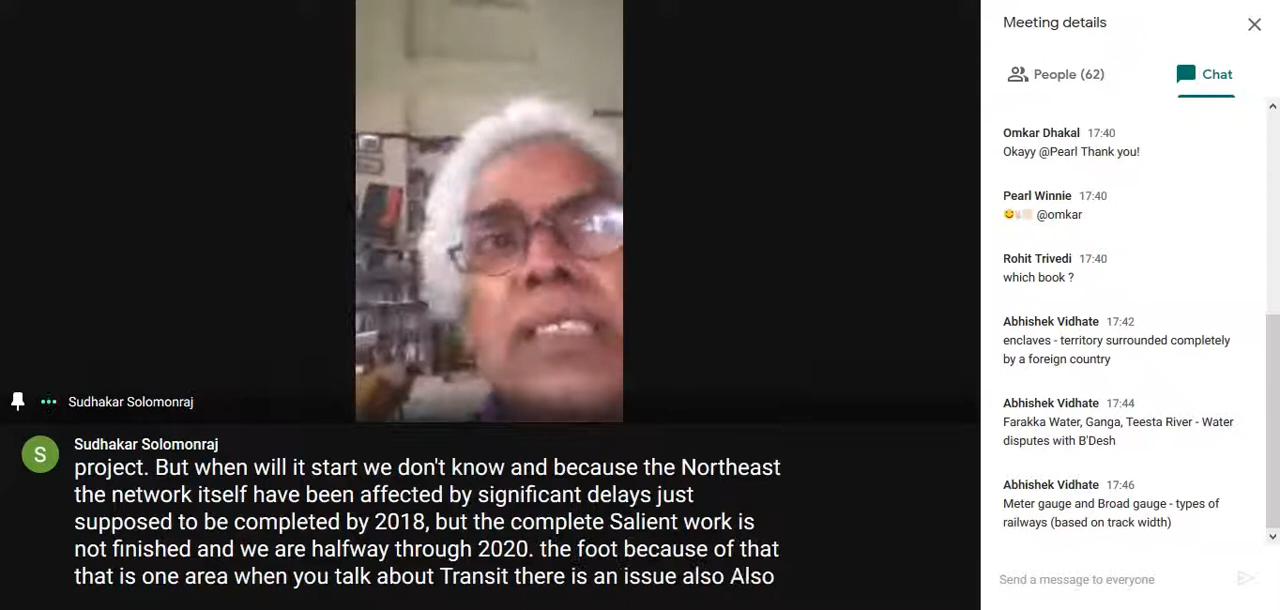 Meeting details
People (62)
Chat
Omkar Dhakal 17:40
Okayy @Pearl Thank you!
Pearl Winnie 17:40
@omkar
Rohit Trivedi 17:40
which book ?
Abhishek Vidhate 17:42
enclaves - territory surrounded completely
by a foreign country
Abhishek Vidhate 17:44
Farakka Water, Ganga, Teesta River - Water
disputes with B'Desh
Abhishek Vidhate 17:46
Meter gauge and Broad gauge - types of
railways (based on track width)
Send a message to everyone
Sudhakar Solomonraj
S
Sudhakar Solomonraj
project. But when will it start we don't know and because the Northeast
the network itself have been affected by significant delays just
supposed to be completed by 2018, but the complete Salient work is
not finished and we are halfway through 2020. the foot because of that
that is one area when you talk about Transit there is an issue also Also